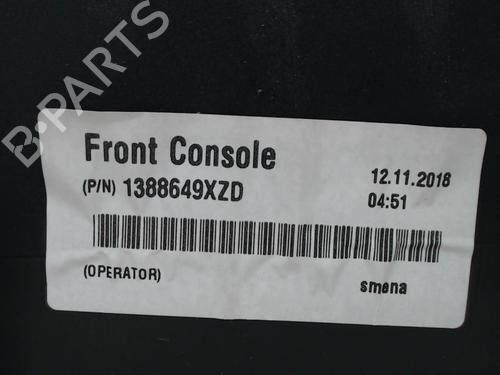 B-PARTS
Front Console
(P/N) 1388649XZD
12.11.2018
04:51
(OPERATOR)
smena